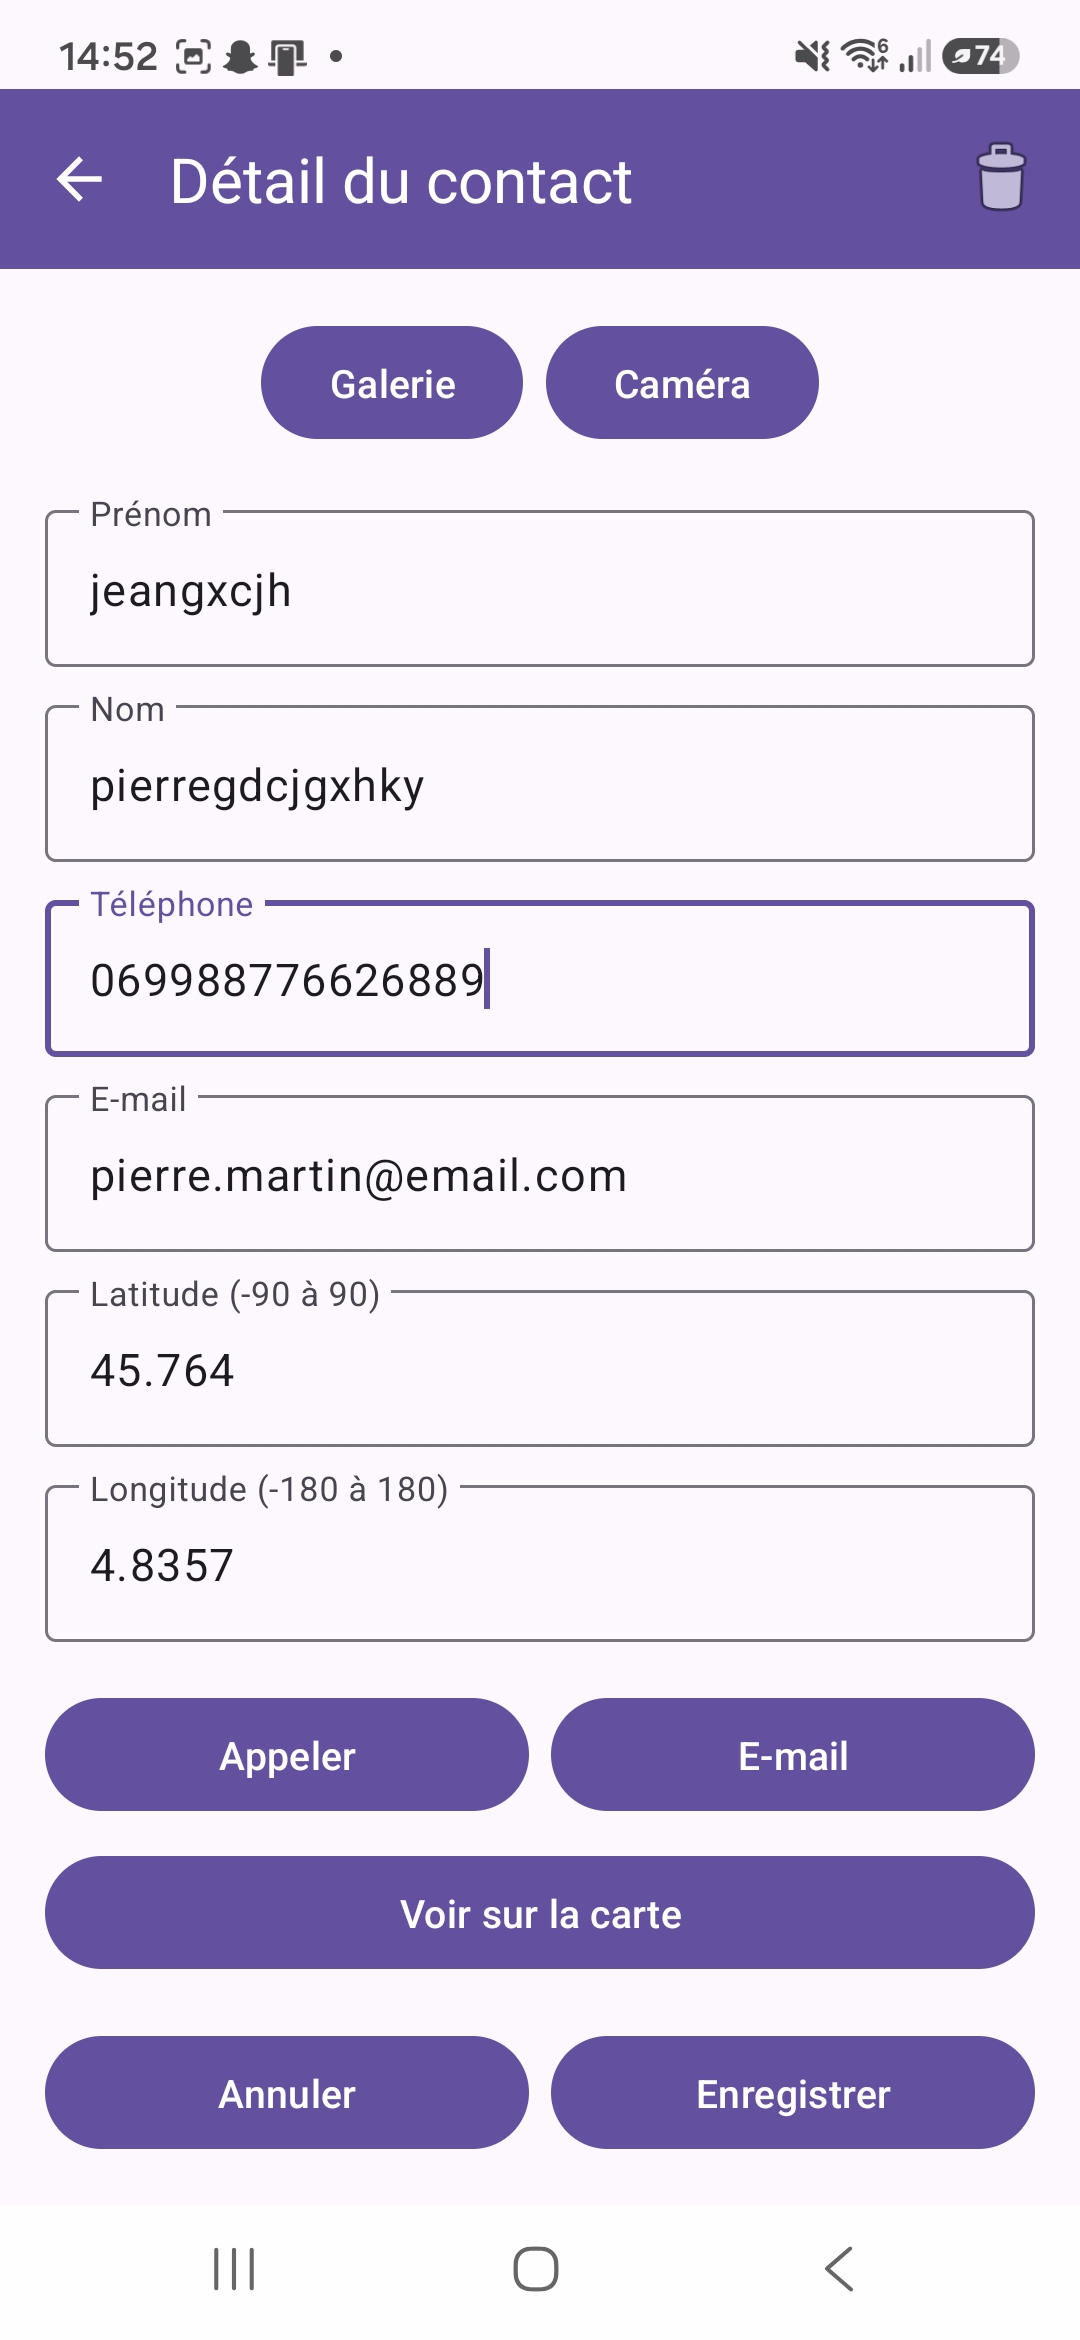 14:52
6
74
Détail du contact
Galerie
Caméra
Prénom
jeangxcjh
Nom
pierregdcjgxhky
Téléphone
069988776626889
E-mail
pierre.martin@email.com
Latitude (-90 à 90)
45.764
Longitude (-180 à 180)
4.8357
Appeler
E-mail
Voir sur la carte
Annuler
Enregistrer